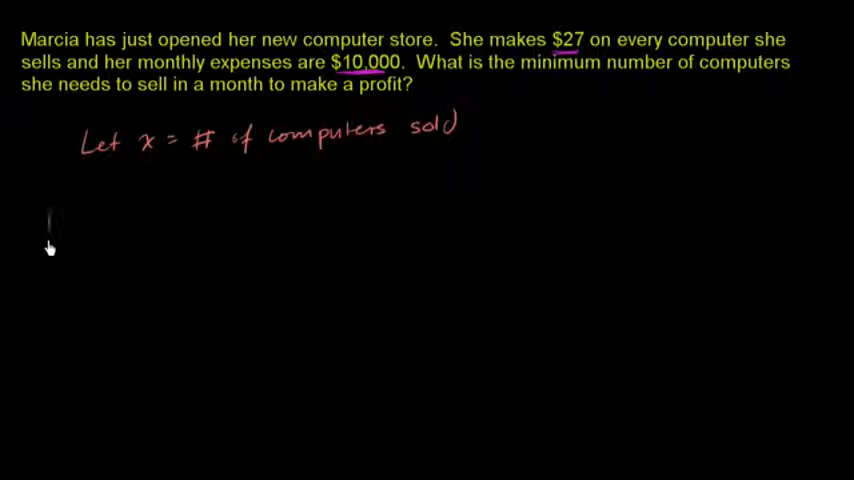 Marcia has just opened her new computer store. She makes $27 on every computer she
sells and her monthly expenses are $10,000. What is the minimum number of computers
she needs to sell in a month to make a profit?
Let x = # of computers sold